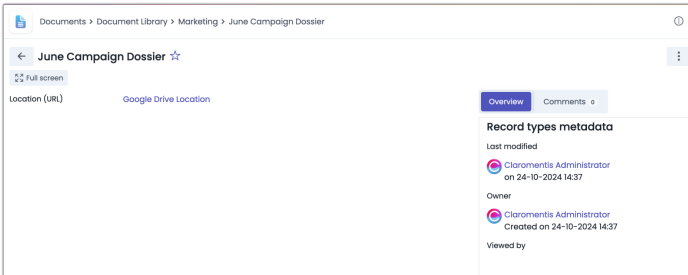 Documents > Document Library > Marketing > June Campaign Dossier
June Campaign Dossier
Full screen
Location (URL) Google Drive Location
Overview Comments 0
Record types metadata
Last modified
Claromentis Administrator
on 24-10-2024 14:37
Owner
Claromentis Administrator
Created on 24-10-2024 14:37
Viewed by